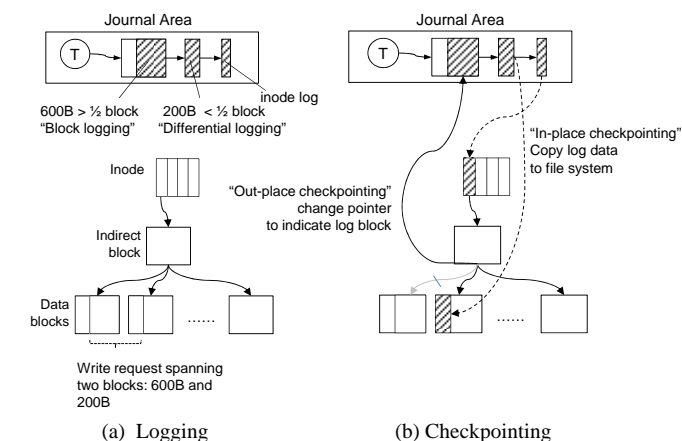 Journal Area
T
inode log
600B > ½ block
“Block logging”
200B < ½ block
“Differential logging”
Inode
Indirect
block
Data
blocks
......
Write request spanning
two blocks: 600B and
200B
(a) Logging
Journal Area
T
“In-place checkpointing”
Copy log data
to file system
“Out-place checkpointing”
change pointer
to indicate log block
......
(b) Checkpointing